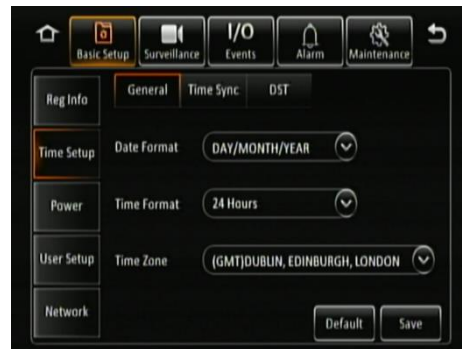 Basic Setup
Surveillance
I/O
Events
Alarm
Maintenance
Reg Info
General
Time Sync
DST
Time Setup
Date Format
DAY/MONTH/YEAR
Power
Time Format
24 Hours
User Setup
Time Zone
(GMT)DUBLIN, EDINBURGH, LONDON
Network
Default
Save